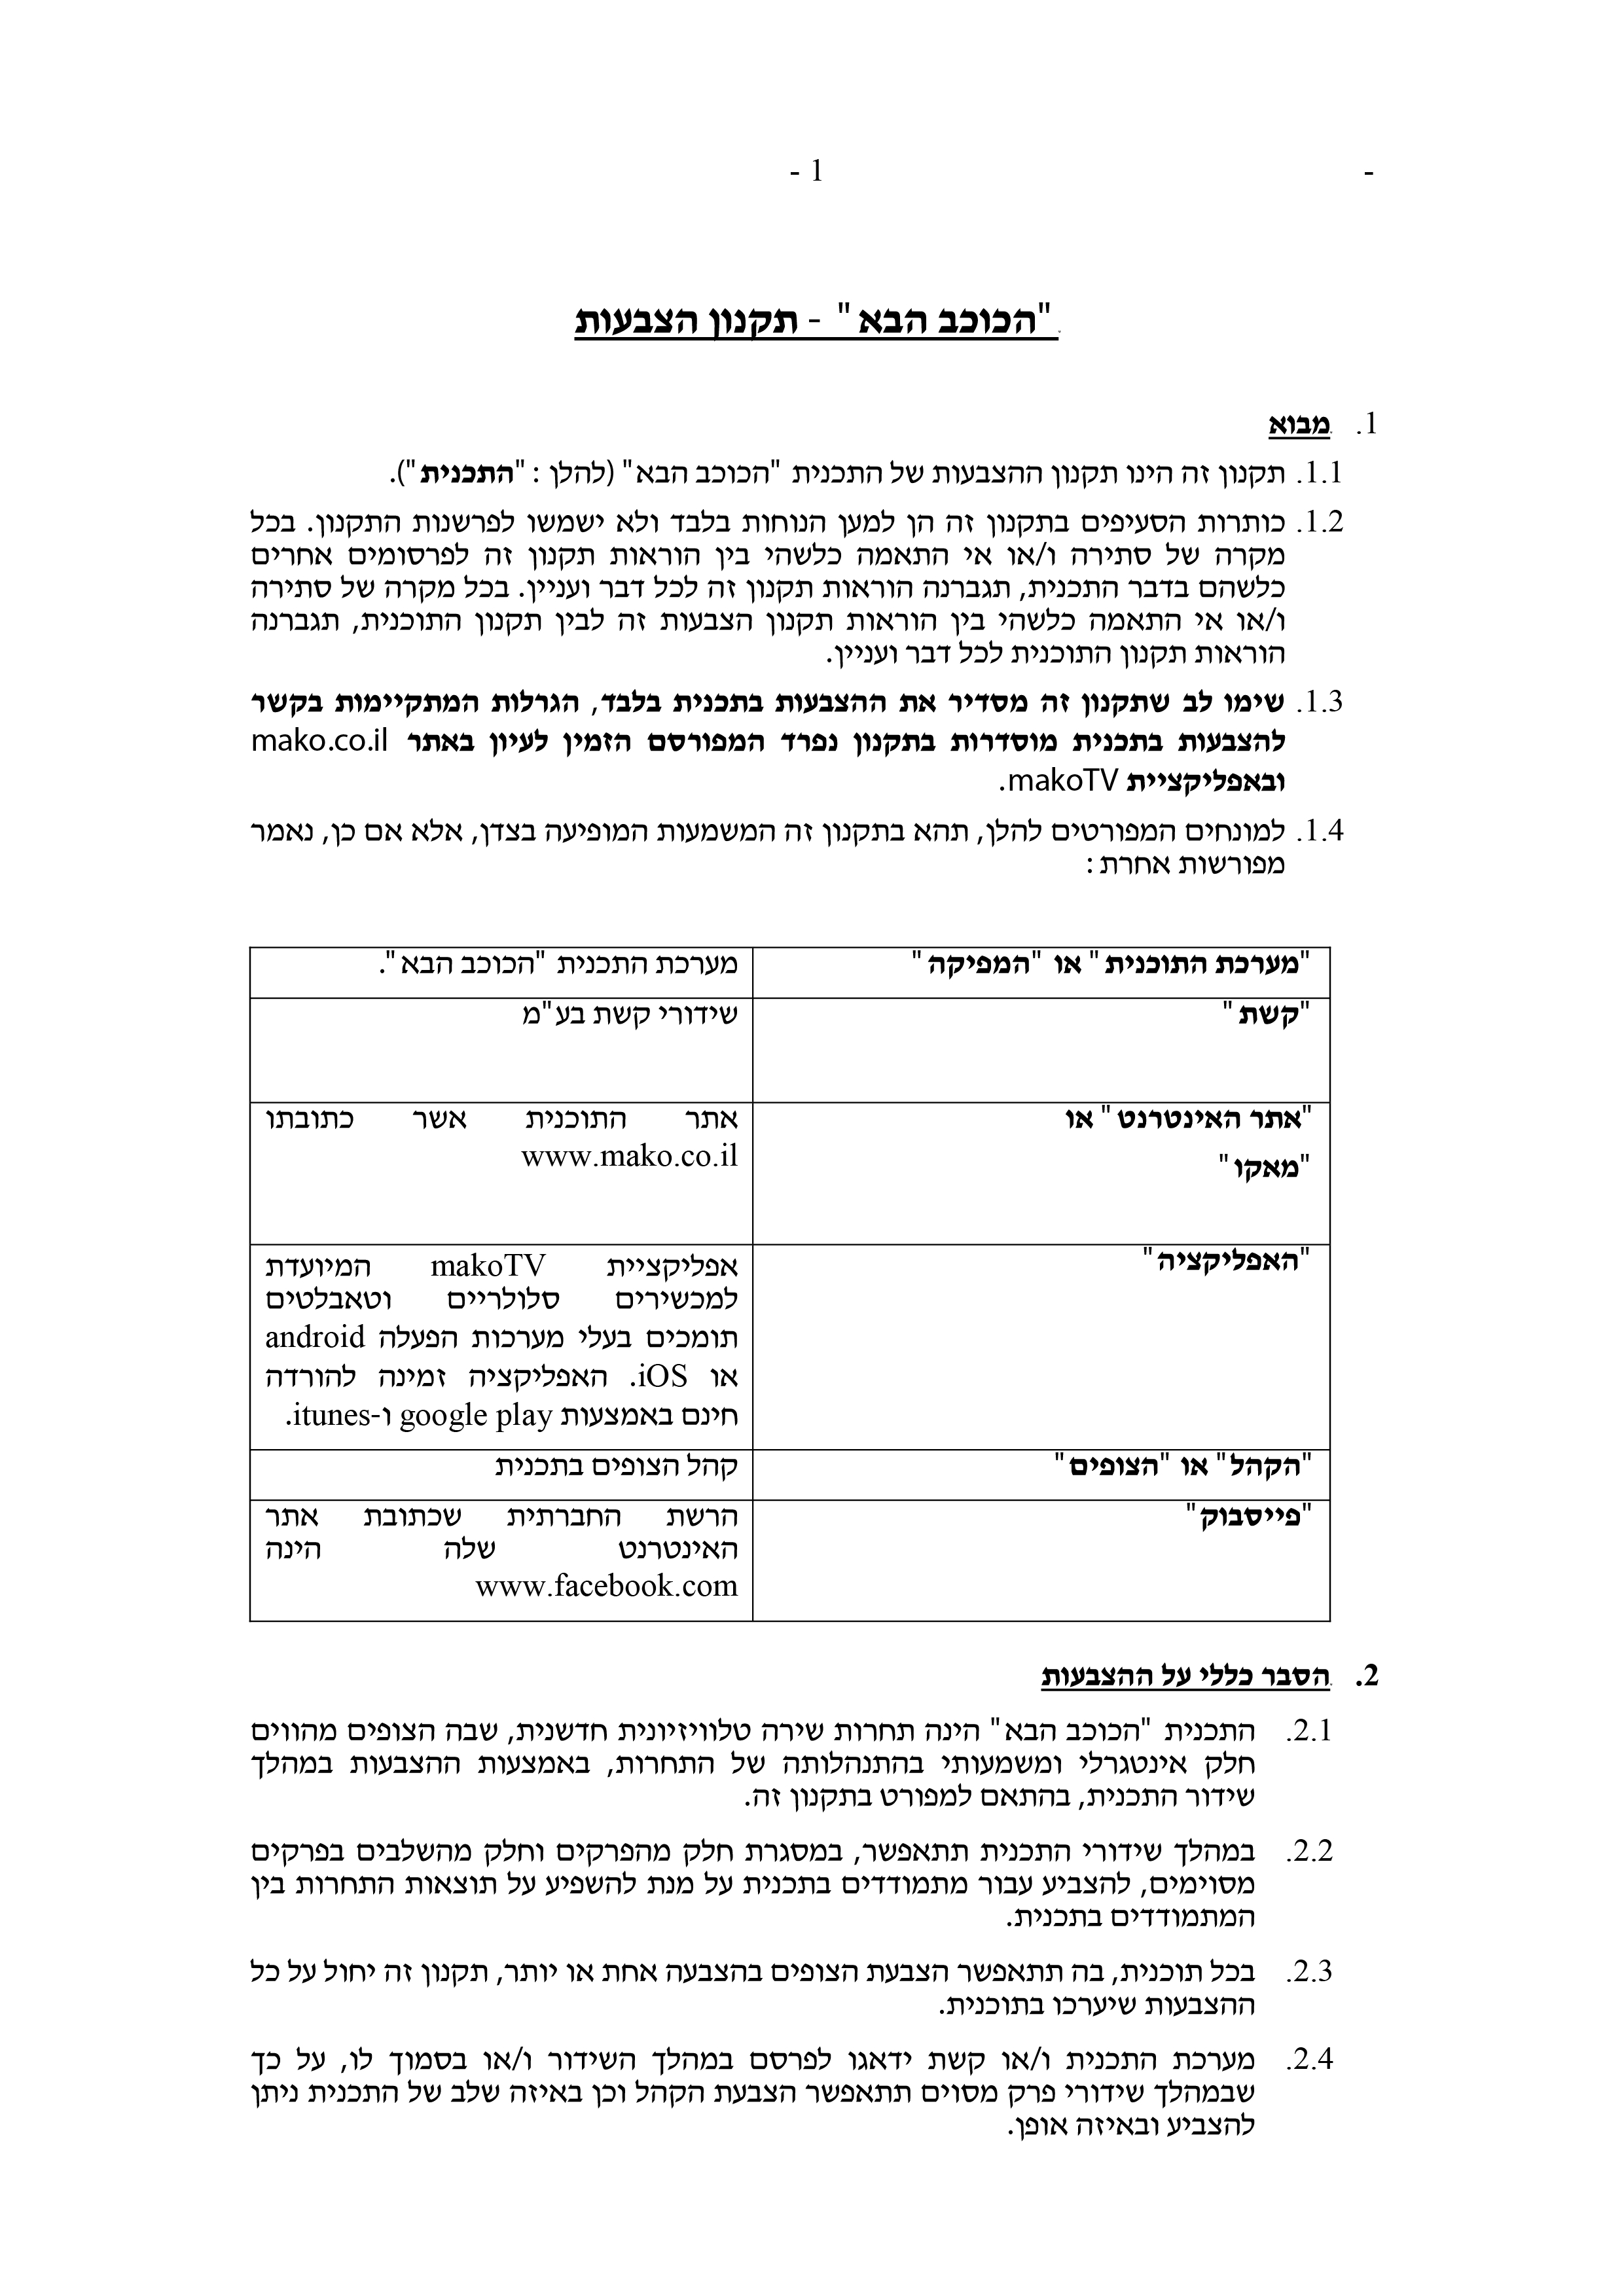 - 1 -
"הכוכב הבא" - תקנון הצבעות
1. מבוא
1.1. תקנון זה הינו תקנון ההצבעות של התכנית "הכוכב הבא" (להלן: "התכנית").
1.2. כותרות הסעיפים בתקנון זה הן למען הנוחות בלבד ולא ישמשו לפרשנות התקנון. בכל
מקרה של סתירה ו/או אי התאמה כלשהי בין הוראות תקנון זה לפרסומים אחרים
כלשהם בדבר התכנית, תגברנה הוראות תקנון זה לכל דבר ועניין. בכל מקרה של סתירה
ו/או אי התאמה כלשהי בין הוראות תקנון הצבעות זה לבין תקנון התוכנית, תגברנה
הוראות תקנון התוכנית לכל דבר ועניין.
1.3. שימו לב שתקנון זה מסדיר את ההצבעות בתכנית בלבד, הגרלות המתקיימות בקשר
להצבעות בתכנית מוסדרות בתקנון נפרד המפורסם הזמין לעיון באתר mako.co.il
ובאפליקציית makoTV.
1.4. למונחים המפורטים להלן, תהא בתקנון זה המשמעות המופיעה בצדן, אלא אם כן, נאמר
מפורשות אחרת:
"מערכת התוכנית" או "המפיקה"
מערכת התכנית "הכוכב הבא".
"קשת"
שידורי קשת בע"מ
"אתר האינטרנט" או
"מאקו"
אתר התוכנית אשר כתובתו
www.mako.co.il
"האפליקציה"
אפליקציית makoTV המיועדת
למכשירים סלולריים וטאבלטים
תומכים בעלי מערכות הפעלה android
או iOS. האפליקציה זמינה להורדה
חינם באמצעות google play ו-itunes.
"הקהל" או "הצופים"
קהל הצופים בתכנית
"פייסבוק"
הרשת החברתית שכתובת אתר
האינטרנט שלה הינה
www.facebook.com
2. הסבר כללי על ההצבעות
2.1. התכנית "הכוכב הבא" הינה תחרות שירה טלוויזיונית חדשנית, שבה הצופים מהווים
חלק אינטגרלי ומשמעותי בהתנהלותה של התחרות, באמצעות ההצבעות במהלך
שידור התכנית, בהתאם למפורט בתקנון זה.
2.2. במהלך שידורי התכנית תתאפשר, במסגרת חלק מהפרקים וחלק מהשלבים בפרקים
מסוימים, להצביע עבור מתמודדים בתכנית על מנת להשפיע על תוצאות התחרות בין
המתמודדים בתכנית.
2.3. בכל תוכנית, בה תתאפשר הצבעת הצופים בהצבעה אחת או יותר, תקנון זה יחול על כל
ההצבעות שיערכו בתוכנית.
2.4. מערכת התכנית ו/או קשת ידאגו לפרסם במהלך השידור ו/או בסמוך לו, על כך
שבמהלך שידורי פרק מסוים תתאפשר הצבעת הקהל וכן באיזה שלב של התכנית ניתן
להצביע ובאיזה אופן.